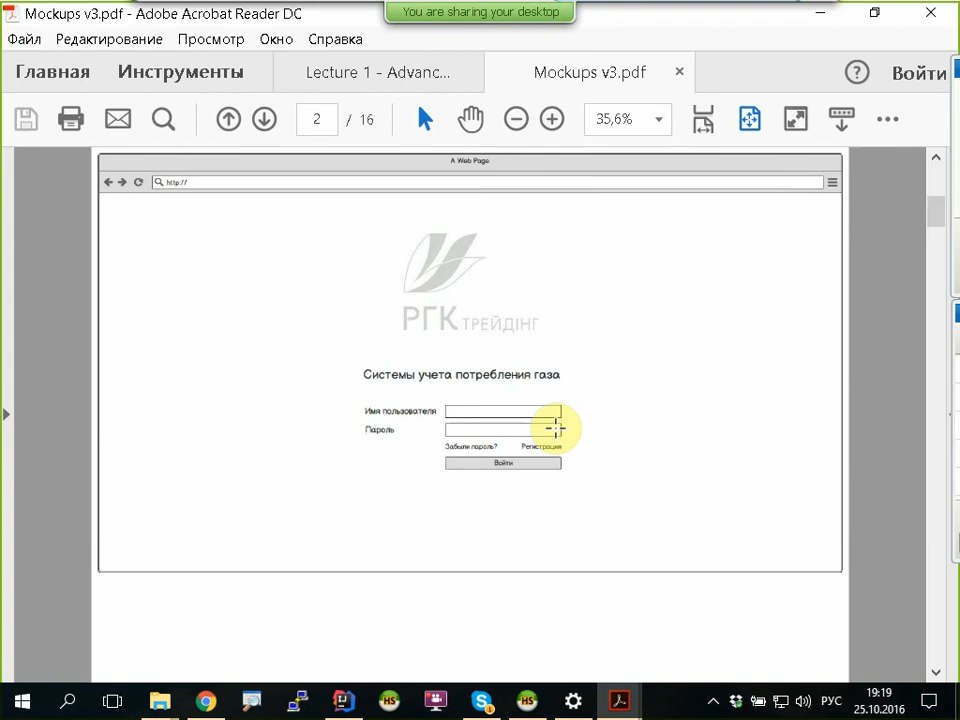 You are sharing your desktop
Mockups v3.pdf - Adobe Acrobat Reader DC
Файл Редактирование Просмотр Окно Справка
Главная Инструменты Lecture 1 - Advanc... Mockups v3.pdf × ? Войти
2 / 16 35,6%
A Web Page
http://
РГК ТРЕЙДІНГ
Системы учета потребления газа
Имя пользователя
Пароль
Забыли пароль? Регистрация
Войти
19:19
РУС
25.10.2016